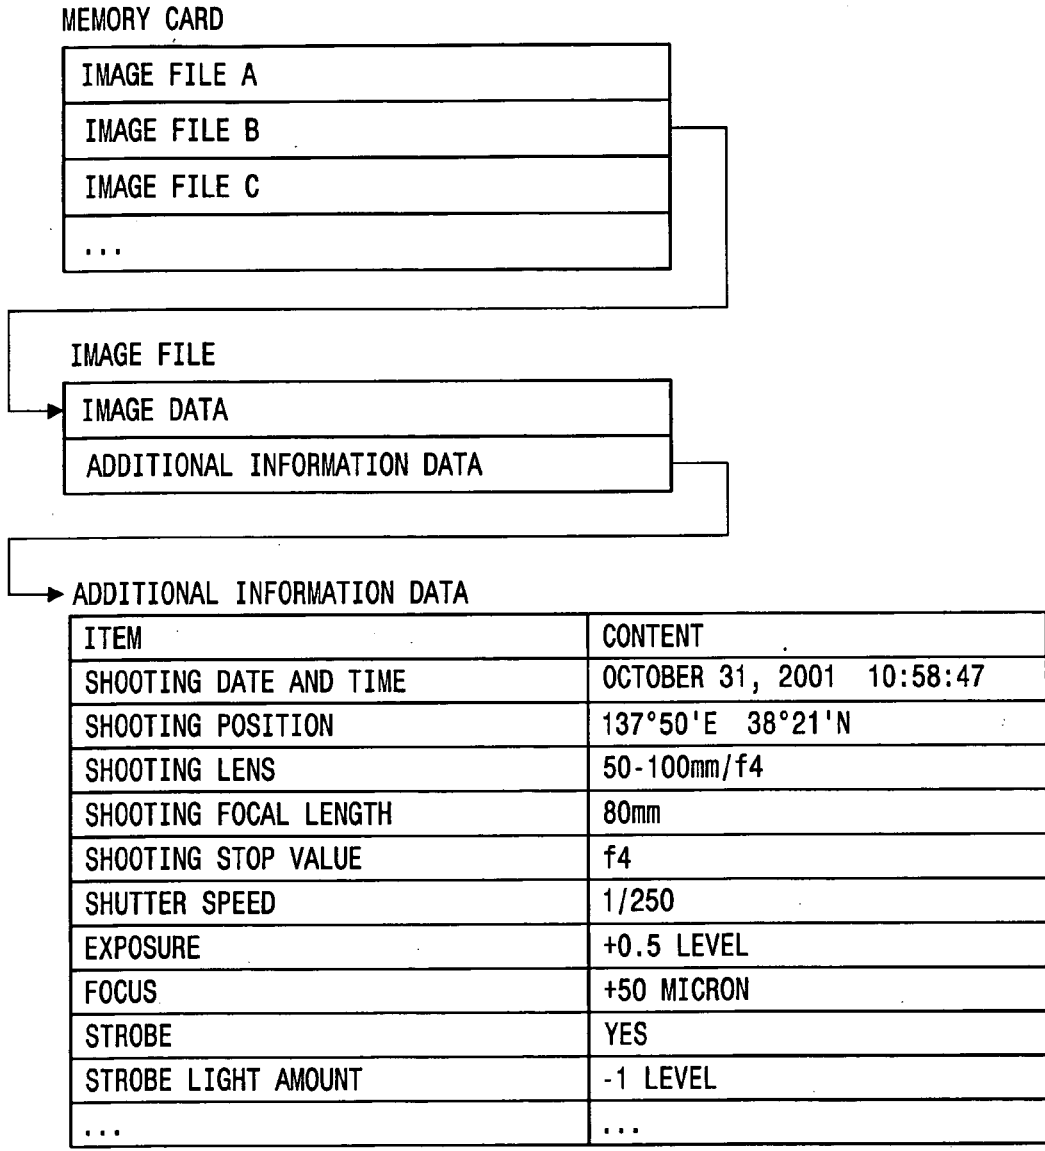 MEMORY CARD
IMAGE FILE A
IMAGE FILE B
IMAGE FILE C
...
IMAGE FILE
IMAGE DATA
ADDITIONAL INFORMATION DATA
ADDITIONAL INFORMATION DATA
ITEM CONTENT
SHOOTING DATE AND TIME OCTOBER 31, 2001 10:58:47
SHOOTING POSITION 137°50'E 38°21'N
SHOOTING LENS 50-100mm/f4
SHOOTING FOCAL LENGTH 80mm
SHOOTING STOP VALUE f4
SHUTTER SPEED 1/250
EXPOSURE +0.5 LEVEL
FOCUS +50 MICRON
STROBE YES
STROBE LIGHT AMOUNT -1 LEVEL
... ...